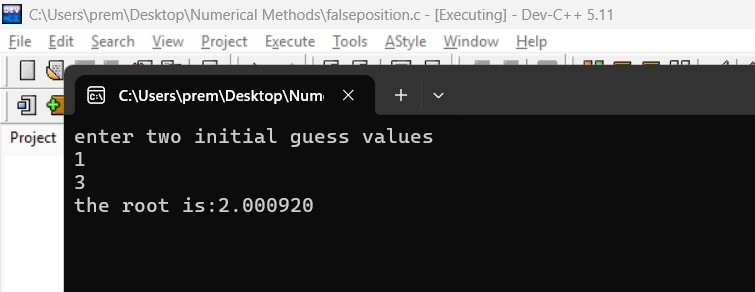 C:\Users\prem\Desktop\Numerical Methods\falseposition.c - [Executing] - Dev-C++ 5.11
File Edit Search View Project Execute Tools AStyle Window Help
C:\Users\prem\Desktop\Num
Project
enter two initial guess values
1
3
the root is:2.000920